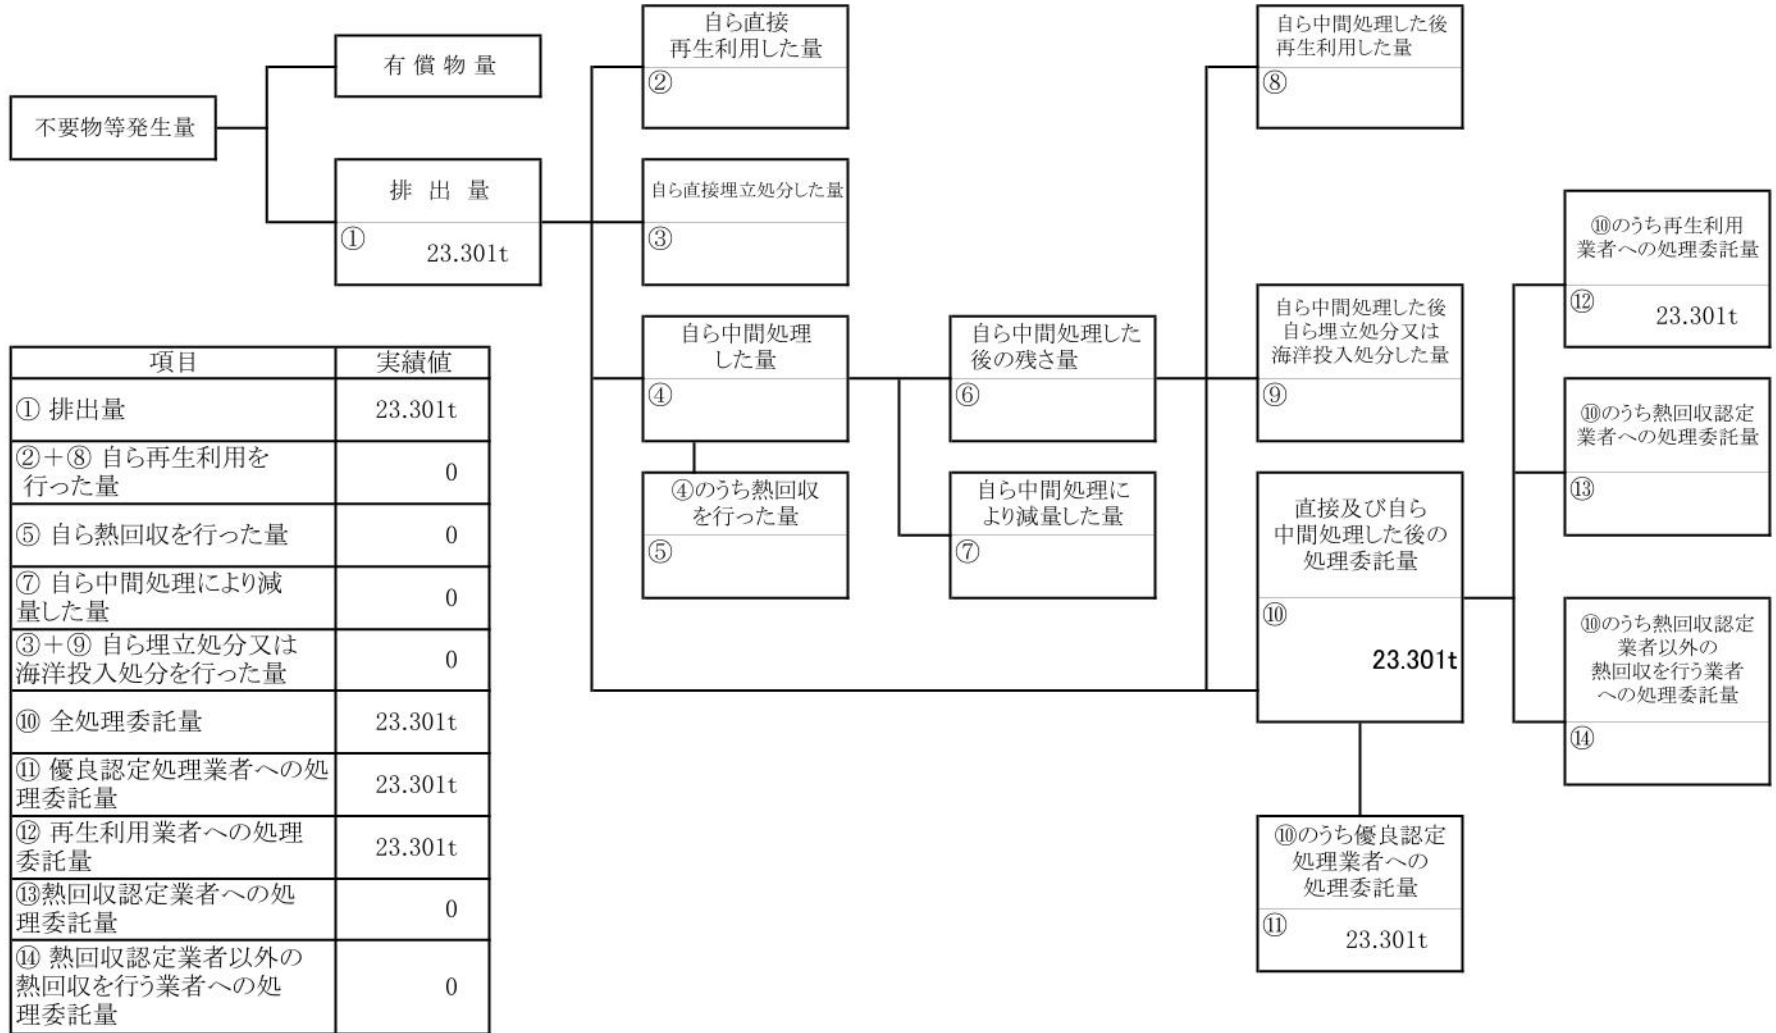 不要物等発生量
有 償 物 量
排 出 量
①
23.301t
自ら直接
再生利用した量
②
自ら直接埋立処分した量
③
自ら中間処理
した量
④
④のうち熱回収
を行った量
⑤
自ら中間処理した
後の残さ量
⑥
自ら中間処理に
より減量した量
⑦
自ら中間処理した後
再生利用した量
⑧
自ら中間処理した後
自ら埋立処分又は
海洋投入処分した量
⑨
直接及び自ら
中間処理した後の
処理委託量
⑩
23.301t
⑩のうち優良認定
処理業者への
処理委託量
⑪
23.301t
⑩のうち再生利用
業者への処理委託量
⑫
23.301t
⑩のうち熱回収認定
業者への処理委託量
⑬
⑩のうち熱回収認定
業者以外の
熱回収を行う業者
への処理委託量
⑭
項目 実績値
① 排出量 23.301t
②+⑧ 自ら再生利用を
行った量 0
⑤ 自ら熱回収を行った量 0
⑦ 自ら中間処理により減
量した量 0
③+⑨ 自ら埋立処分又は
海洋投入処分を行った量 0
⑩ 全処理委託量 23.301t
⑪ 優良認定処理業者への処
理委託量 23.301t
⑫ 再生利用業者への処理
委託量 23.301t
⑬熱回収認定業者への処
理委託量 0
⑭ 熱回収認定業者以外の
熱回収を行う業者への処
理委託量 0